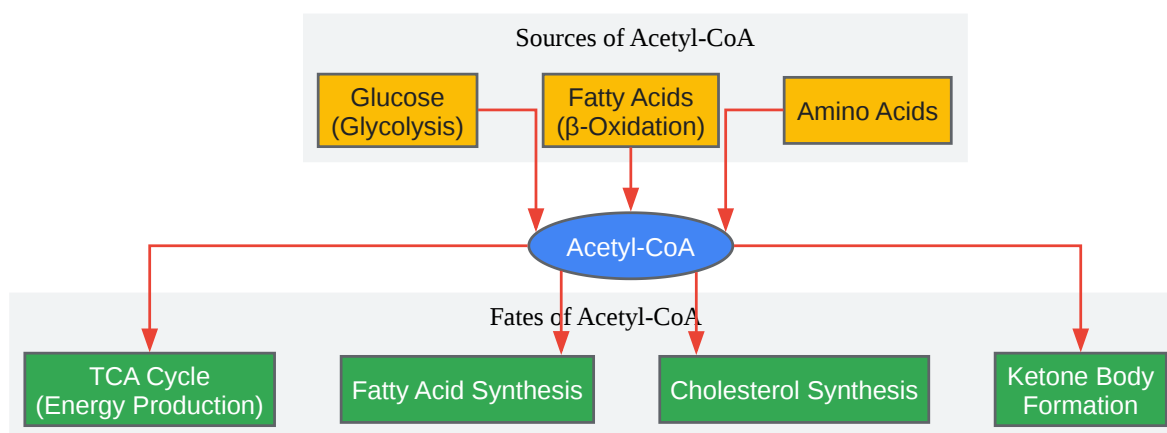 Sources of Acetyl-CoA
Glucose
(Glycolysis)
Fatty Acids
(β-Oxidation)
Amino Acids
Acetyl-CoA
Fates of Acetyl-CoA
TCA Cycle
(Energy Production)
Fatty Acid Synthesis
Cholesterol Synthesis
Ketone Body
Formation